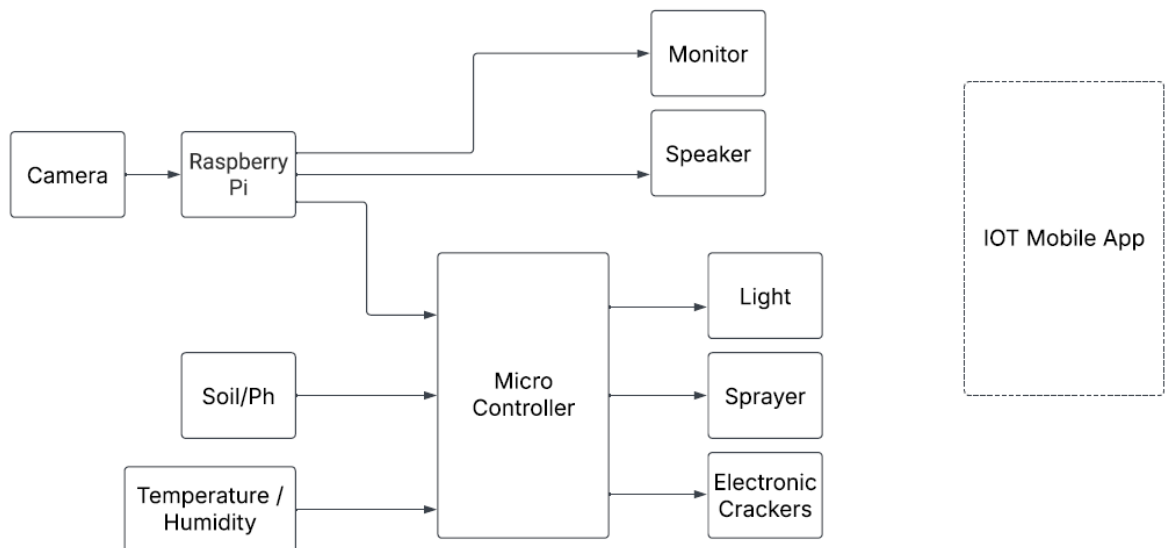 Monitor
Speaker
Camera
Raspberry
Pi
IOT Mobile App
Light
Soil/Ph
Micro
Controller
Sprayer
Temperature /
Humidity
Electronic
Crackers